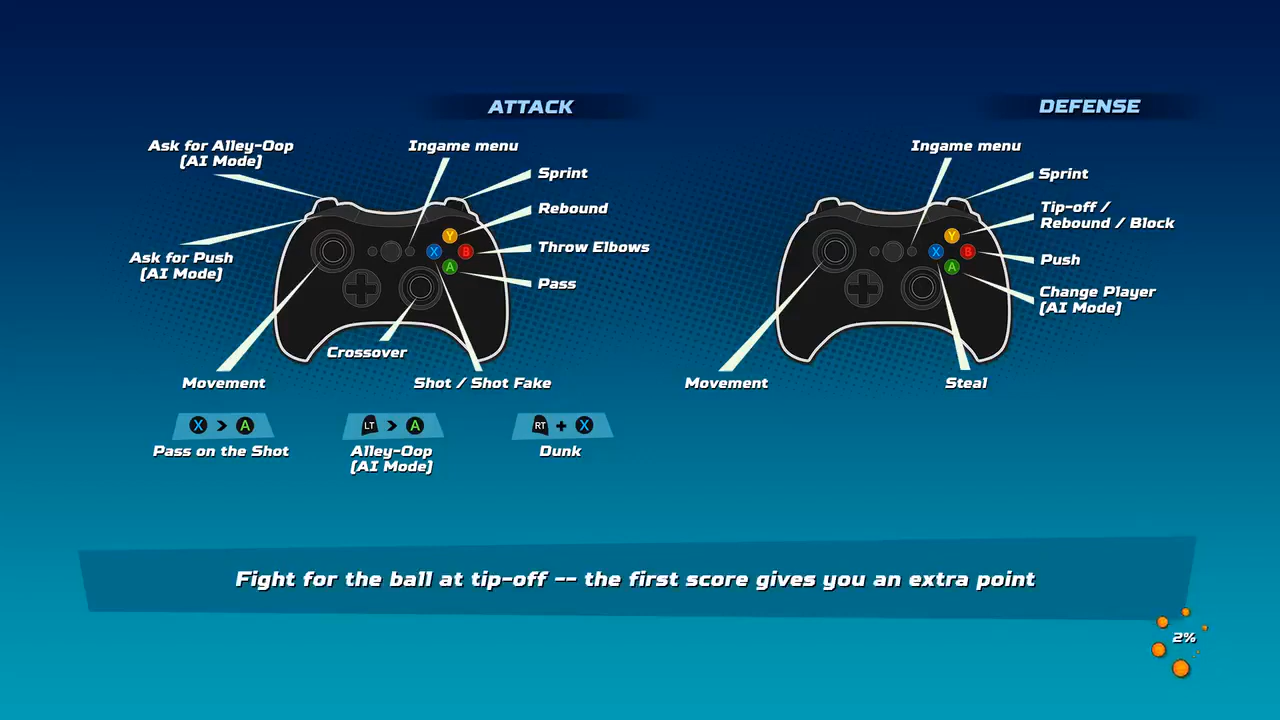 ATTACK
Ask for Alley-Oop
[AI Mode]
Ingame menu
Sprint
Rebound
Throw Elbows
Pass
Ask for Push
[AI Mode]
Y
X
B
A
Crossover
Movement
Shot / Shot Fake
X > A
Pass on the Shot
LT > A
Alley-Oop
[AI Mode]
RT + X
Dunk
DEFENSE
Ingame menu
Sprint
Tip-off /
Rebound / Block
Push
Change Player
[AI Mode]
Y
X
B
A
Movement
Steal
Fight for the ball at tip-off -- the first score gives you an extra point
2%